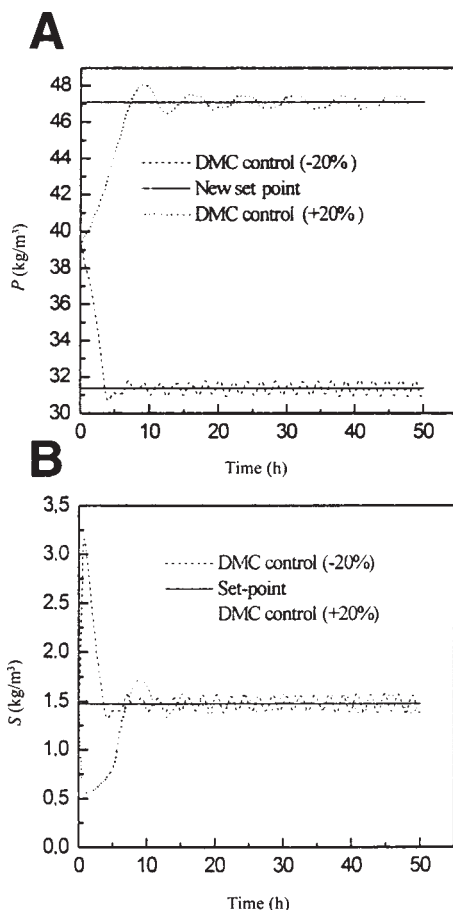 A
48
46
44
42
40
38
36
34
32
30
P (kg/m³)
DMC control (-20%)
New set point
DMC control (+20%)
0 10 20 30 40 50
Time (h)
B
3,5
3.0
2.5
2.0
1.5
1.0
0.5
0,0
S (kg/m³)
DMC control (-20%)
Set-point
DMC control (+20%)
0 10 20 30 40 50
Time (h)